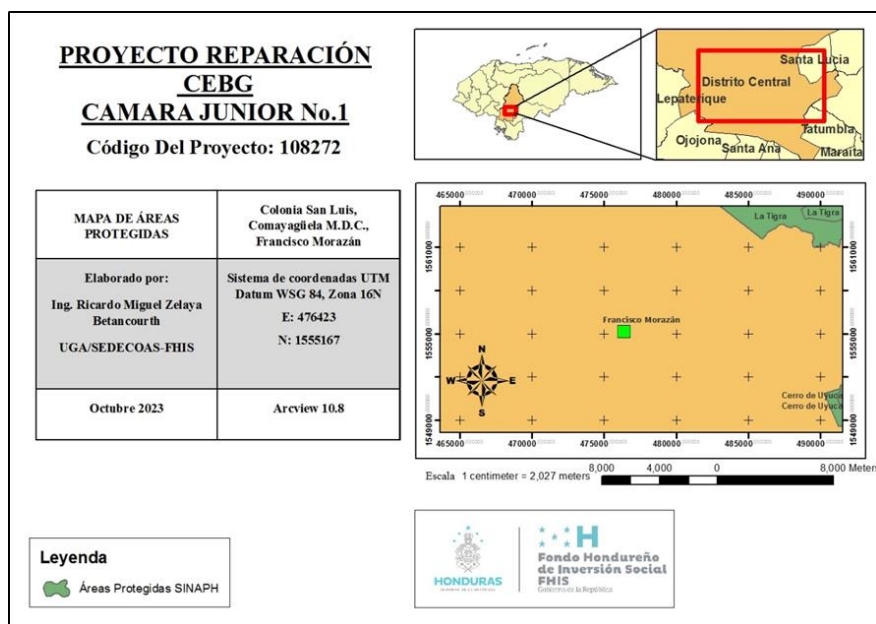 PROYECTO REPARACIÓN
CEBG
CAMARA JUNIOR No.1
Código Del Proyecto: 108272
MAPA DE ÁREAS
PROTEGIDAS
Colonia San Luis,
Comayagüela M.D.C.,
Francisco Morazán
Elaborado por:
Ing. Ricardo Miguel Zelaya
Betancourth
UGA/SEDECOAS-FHIS
Sistema de coordenadas UTM
Datum WSG 84, Zona 16N
E: 476423
N: 1555167
Octubre 2023
Arcview 10.8
Leyenda
Áreas Protegidas SINAPH
Santa Lucia
Distrito Central
Lepaterique
Tatumbla
Ojojona
Santa Ana
Maraita
465000
470000
475000
480000
485000
490000
La Tigra
La Tigra
1561000
1561000
Francisco Morazán
1555000
1555000
N
W
E
S
Cerro de Uyuca
Cerro de Uyuca
1549000
1549000
465000
470000
475000
480000
485000
490000
Escala 1 centimeter = 2,027 meters
8,000 4,000 0 8,000 Meters
HONDURAS
H
Fondo Hondureño
de Inversión Social
FHIS
Gobierno de la República